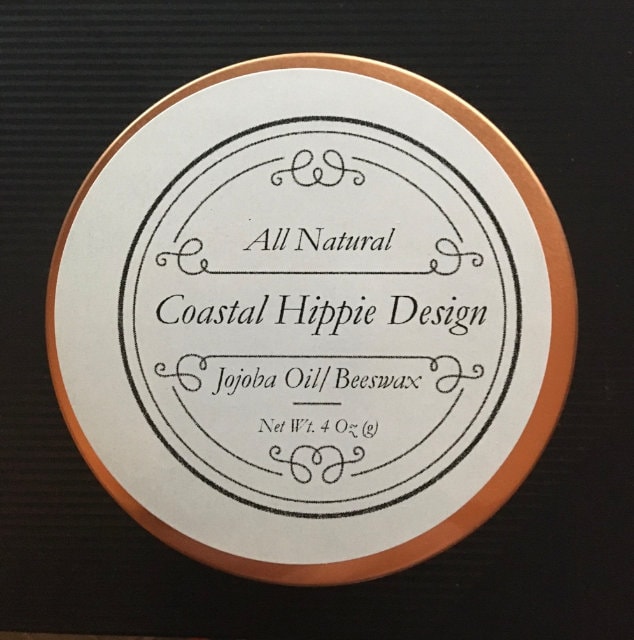 All Natural
Coastal Hippie Design
Jojoba Oil/ Beeswax
Net Wt. 4 Oz (g)